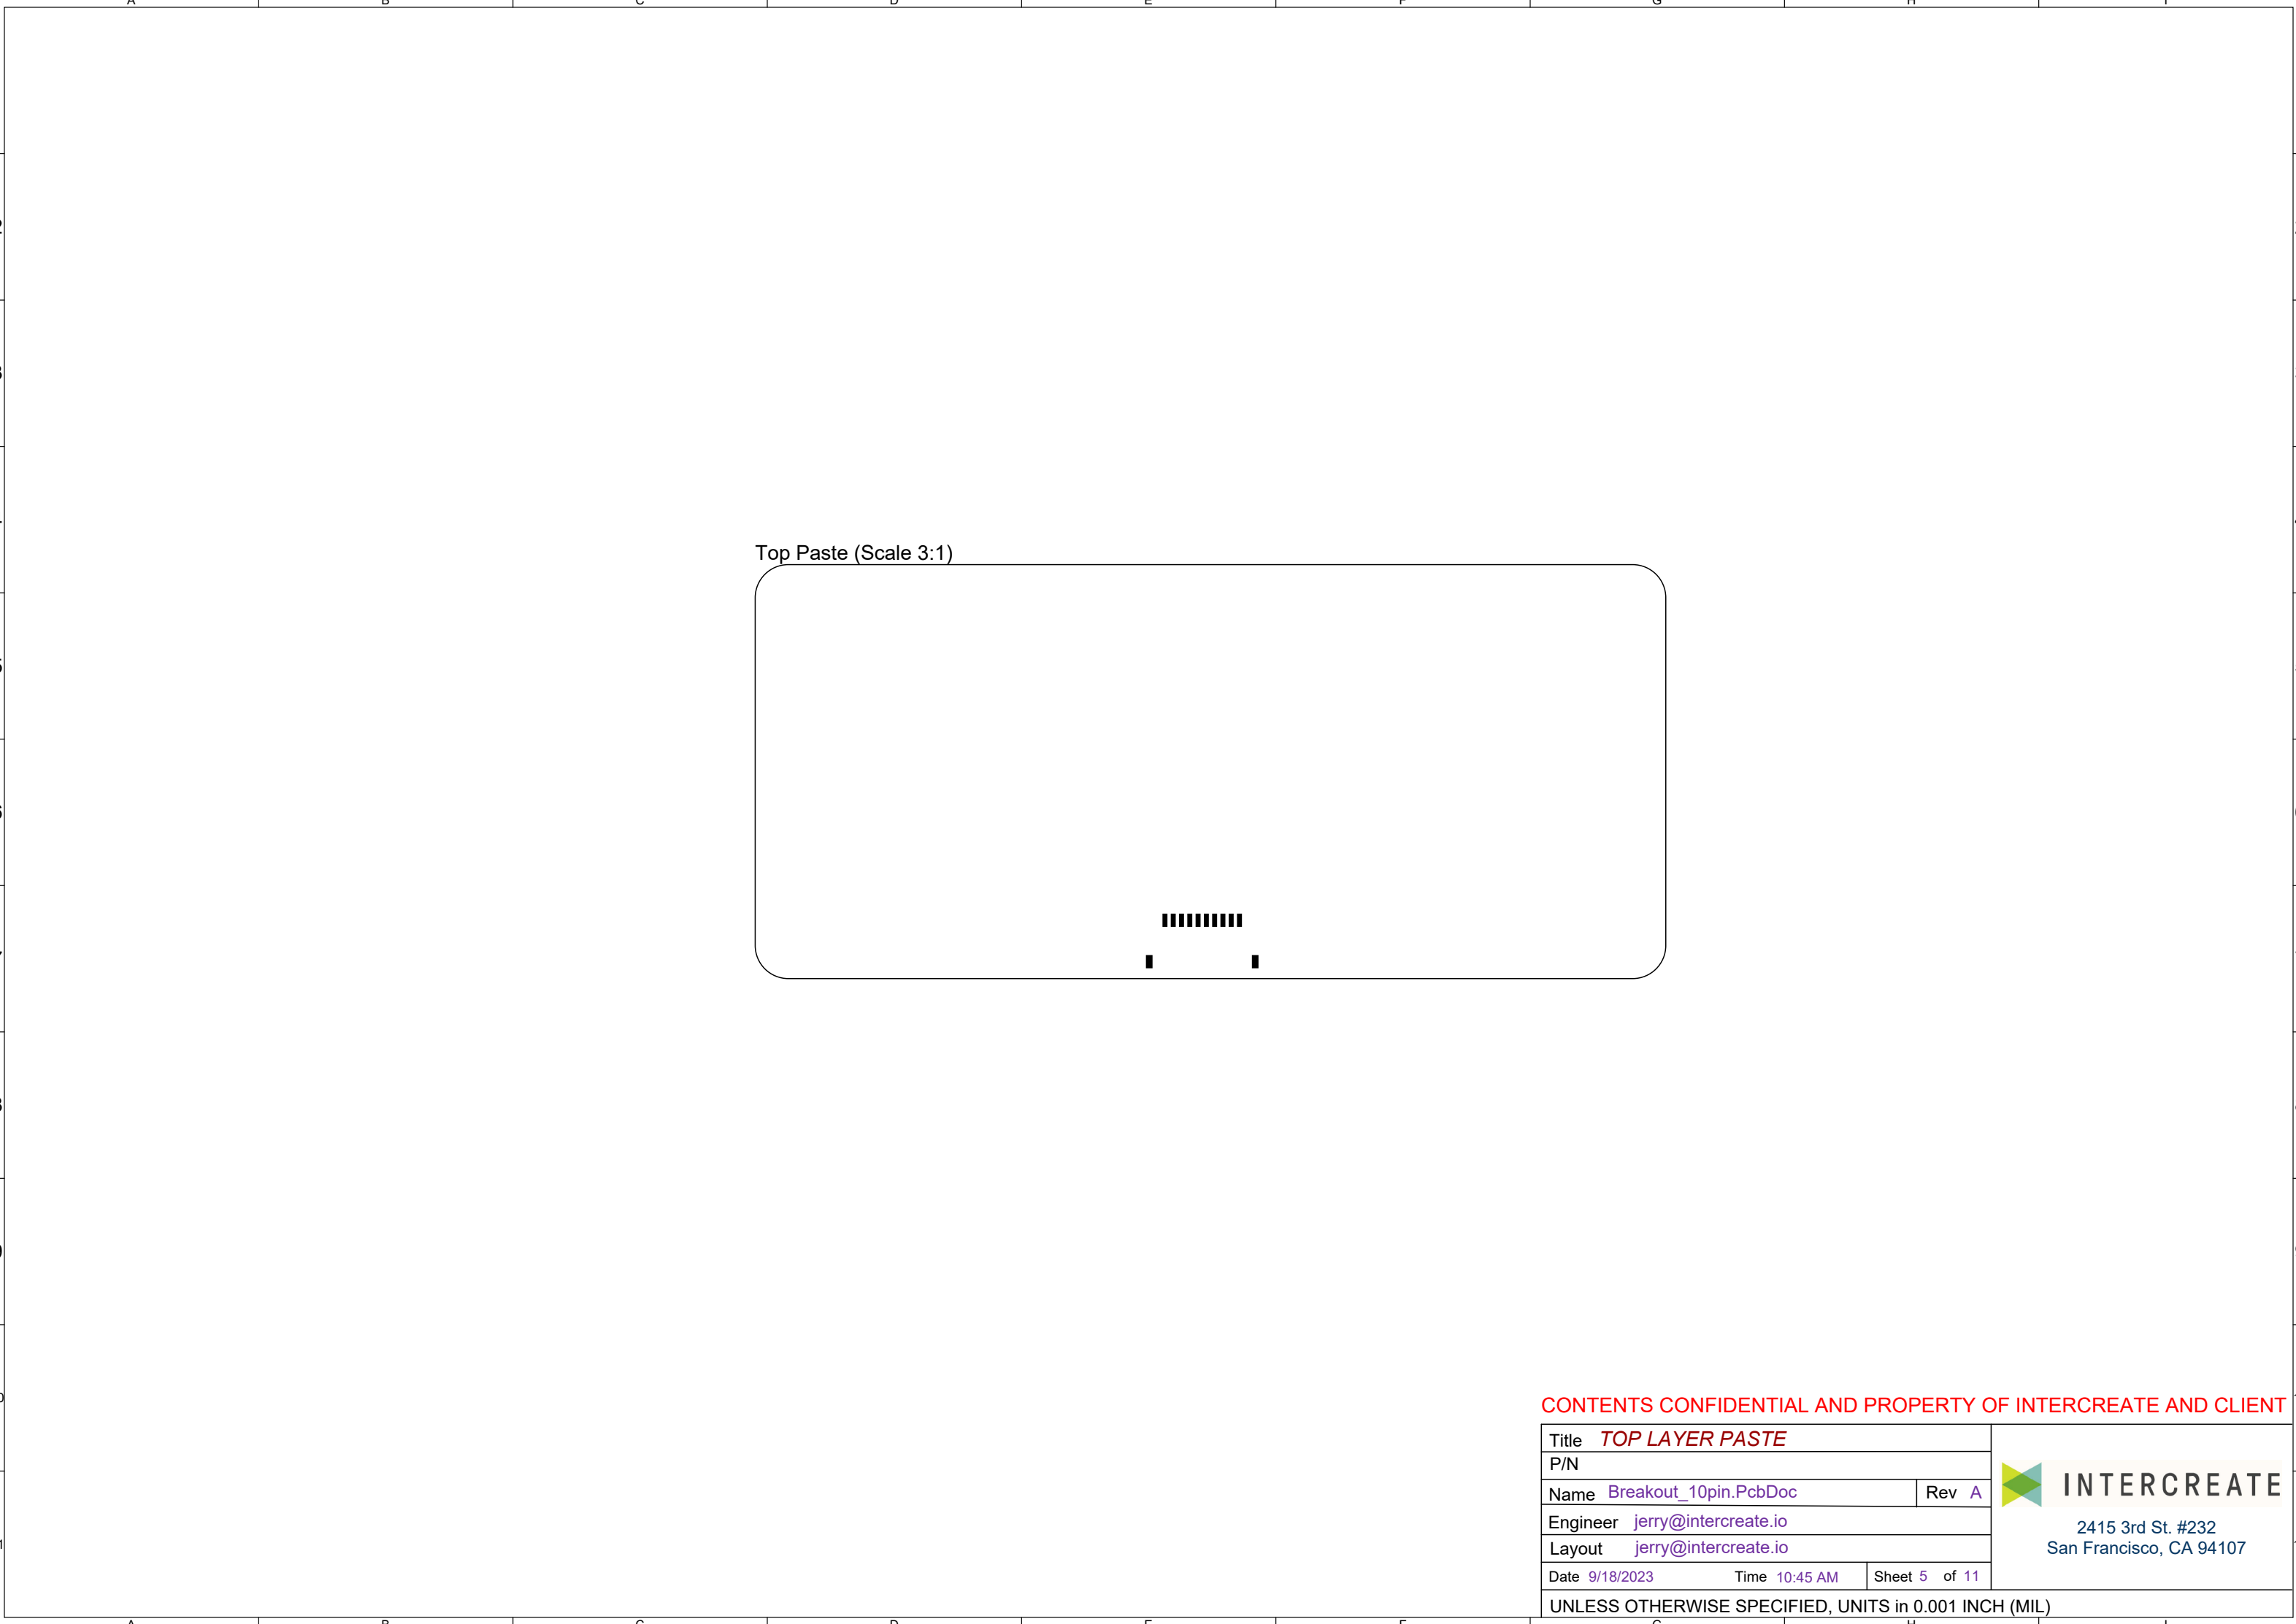 A B C D E F G H I
Top Paste (Scale 3:1)
CONTENTS CONFIDENTIAL AND PROPERTY OF INTERCREATE AND CLIENT
Title TOP LAYER PASTE
P/N
Name Breakout_10pin.PcbDoc Rev A
Engineer jerry@intercreate.io
Layout jerry@intercreate.io
Date 9/18/2023 Time 10:45 AM Sheet 5 of 11
UNLESS OTHERWISE SPECIFIED, UNITS in 0.001 INCH (MIL)
INTERCREATE
2415 3rd St. #232
San Francisco, CA 94107